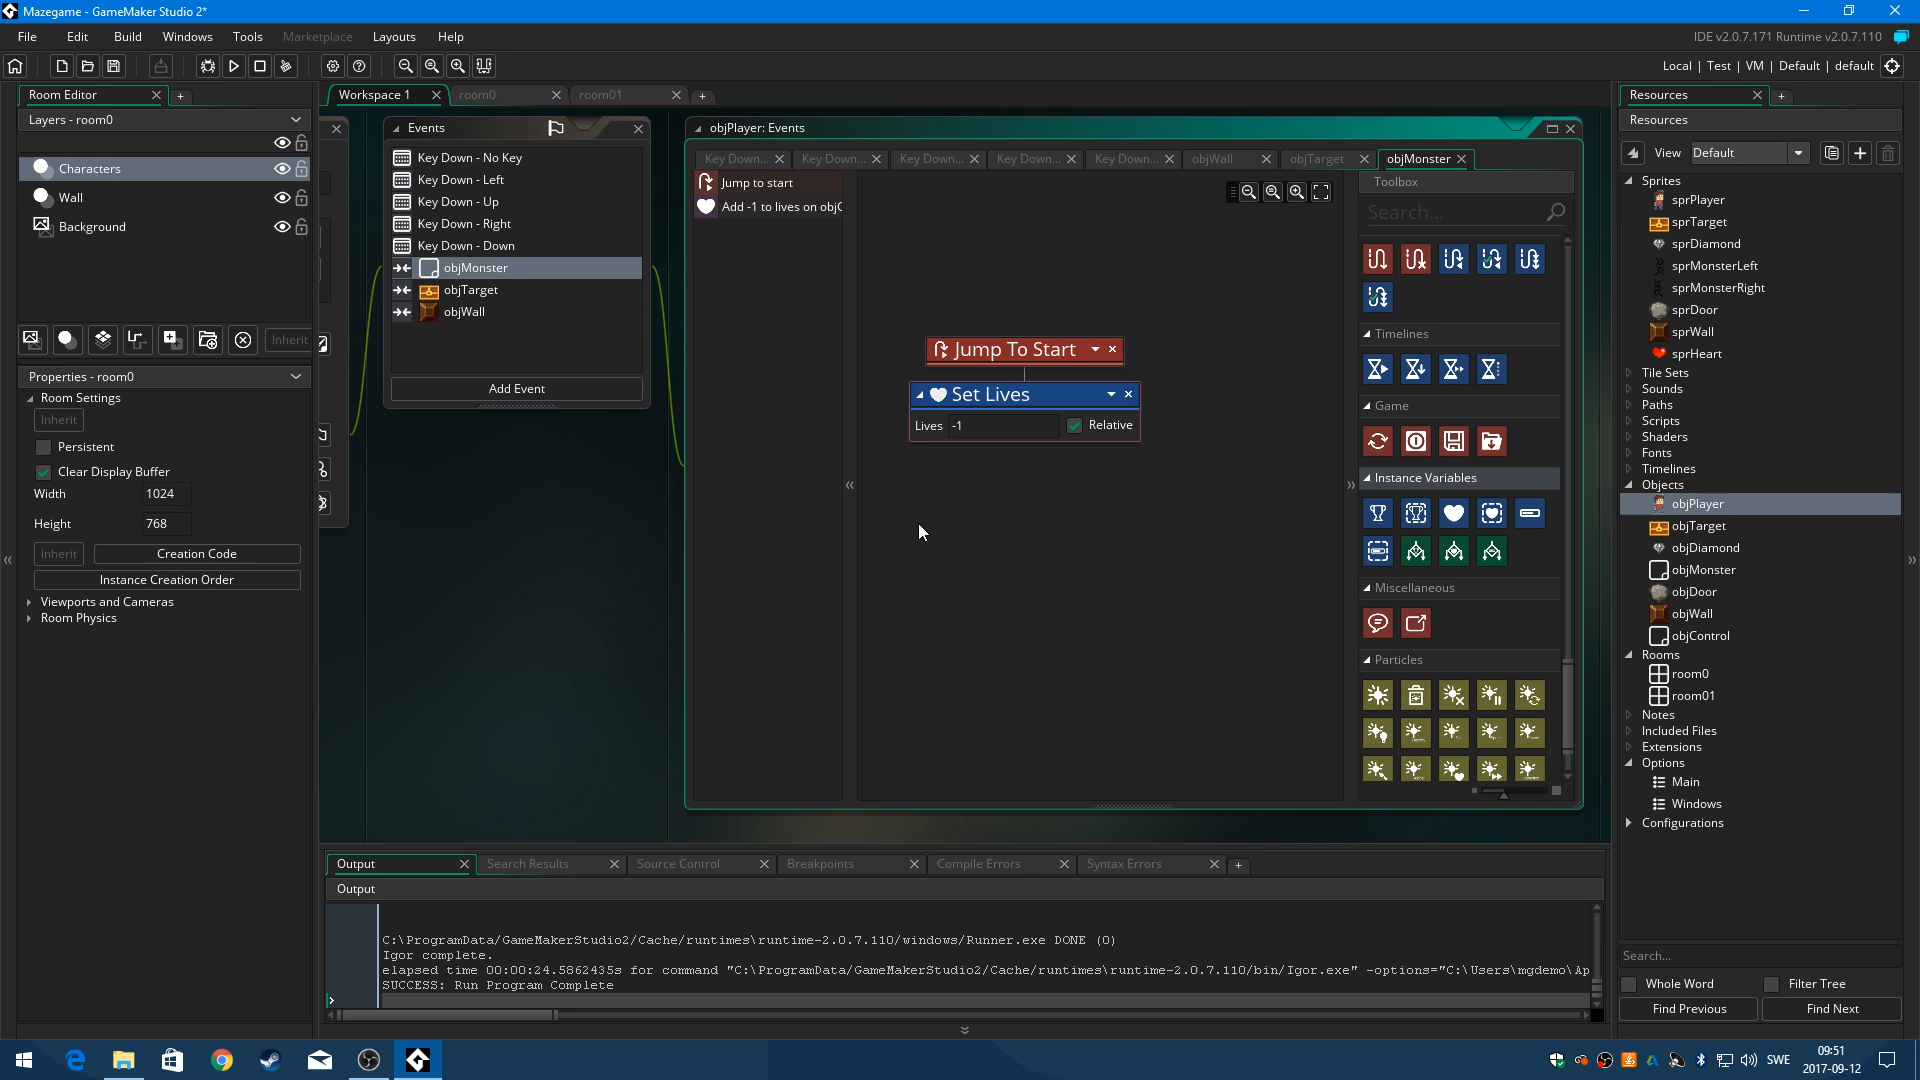 Mazegame - GameMaker Studio 2*
File Edit Build Windows Tools Marketplace Layouts Help
IDE v2.0.7.171 Runtime v2.0.7.110
Local | Test | VM | Default | default
Room Editor
Layers - room0
Characters
Wall
Background
Inherit
Properties - room0
Room Settings
Inherit
Persistent
Clear Display Buffer
Width 1024
Height 768
Inherit Creation Code
Instance Creation Order
Viewports and Cameras
Room Physics
Workspace 1 room0 room01
Events
Key Down - No Key
Key Down - Left
Key Down - Up
Key Down - Right
Key Down - Down
objMonster
objTarget
objWall
Add Event
objPlayer: Events
Key Down... Key Down... Key Down... Key Down... Key Down... objWall objTarget objMonster
Jump to start
Add -1 to lives on objC
Jump To Start
Set Lives
Lives -1 Relative
Toolbox
Search...
Timelines
Game
Instance Variables
Miscellaneous
Particles
Output Search Results Source Control Breakpoints Compile Errors Syntax Errors
Output
C:\ProgramData/GameMakerStudio2/Cache/runtimes\runtime-2.0.7.110/windows/Runner.exe DONE (0)
Igor complete.
elapsed time 00:00:24.5862435s for command "C:\ProgramData/GameMakerStudio2/Cache/runtimes\runtime-2.0.7.110/bin/Igor.exe" -options="C:\Users\mgdemo\Ap
SUCCESS: Run Program Complete
Resources
Resources
View Default
Sprites
sprPlayer
sprTarget
sprDiamond
sprMonsterLeft
sprMonsterRight
sprDoor
sprWall
sprHeart
Tile Sets
Sounds
Paths
Scripts
Shaders
Fonts
Timelines
Objects
objPlayer
objTarget
objDiamond
objMonster
objDoor
objWall
objControl
Rooms
room0
room01
Notes
Included Files
Extensions
Options
Main
Windows
Configurations
Search...
Whole Word Filter Tree
Find Previous Find Next
SWE
09:51
2017-09-12